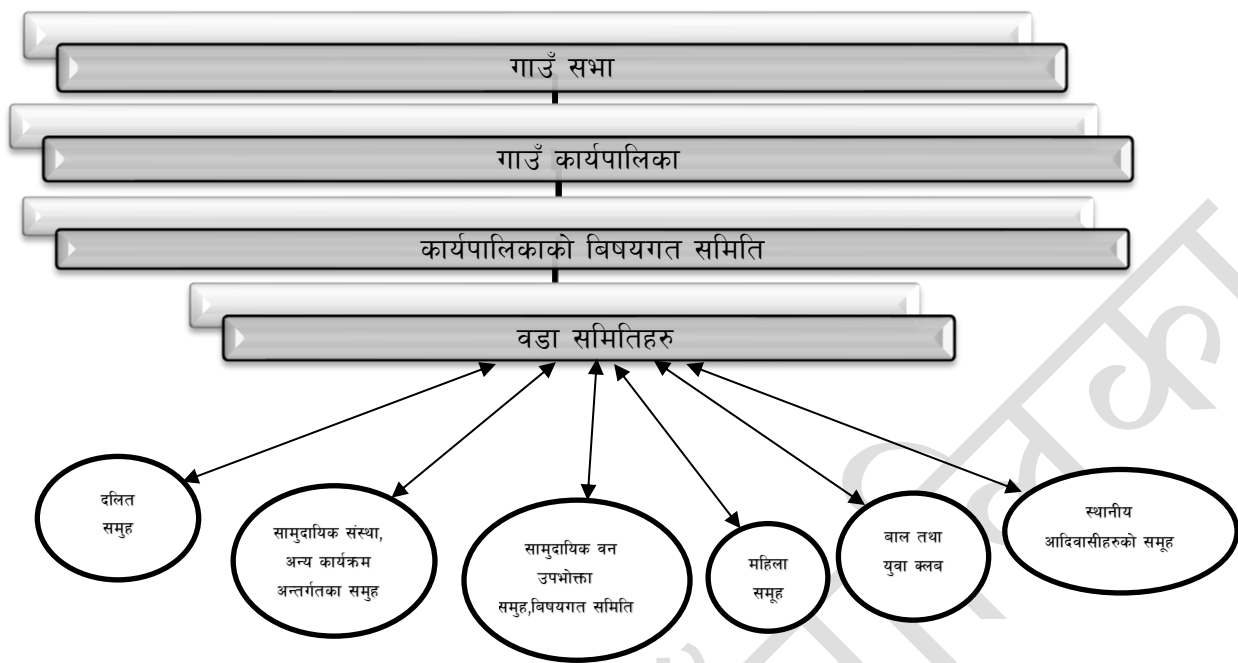 गाउँ सभा
गाउँ कार्यपालिका
कार्यपालिकाको बिषयगत समिति
वडा समितिहरु
दलित
समुह
सामुदायिक संस्था,
अन्य कार्यक्रम
अन्तर्गतका समुह
सामुदायिक वन
उपभोक्ता
समुह,बिषयगत समिति
महिला
समूह
बाल तथा
युवा क्लब
स्थानीय
आदिवासीहरुको समूह